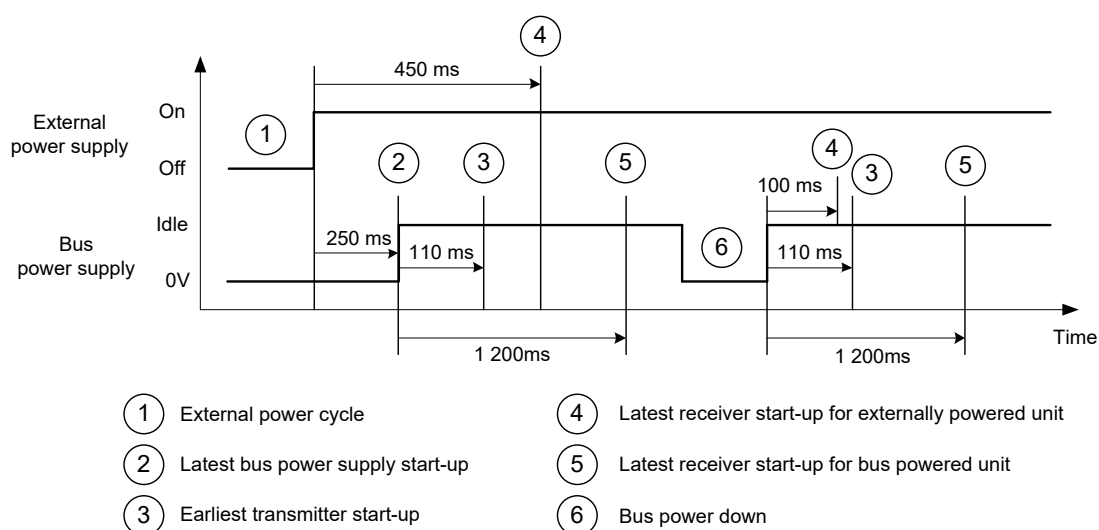 4
450 ms
On
External
power supply
1
Off
2
3
5
4
3
5
100 ms
Idle
Bus
power supply
250 ms
110 ms
6
110 ms
0V
Time
1 200ms
1 200ms
1 External power cycle
4 Latest receiver start-up for externally powered unit
2 Latest bus power supply start-up
5 Latest receiver start-up for bus powered unit
3 Earliest transmitter start-up
6 Bus power down